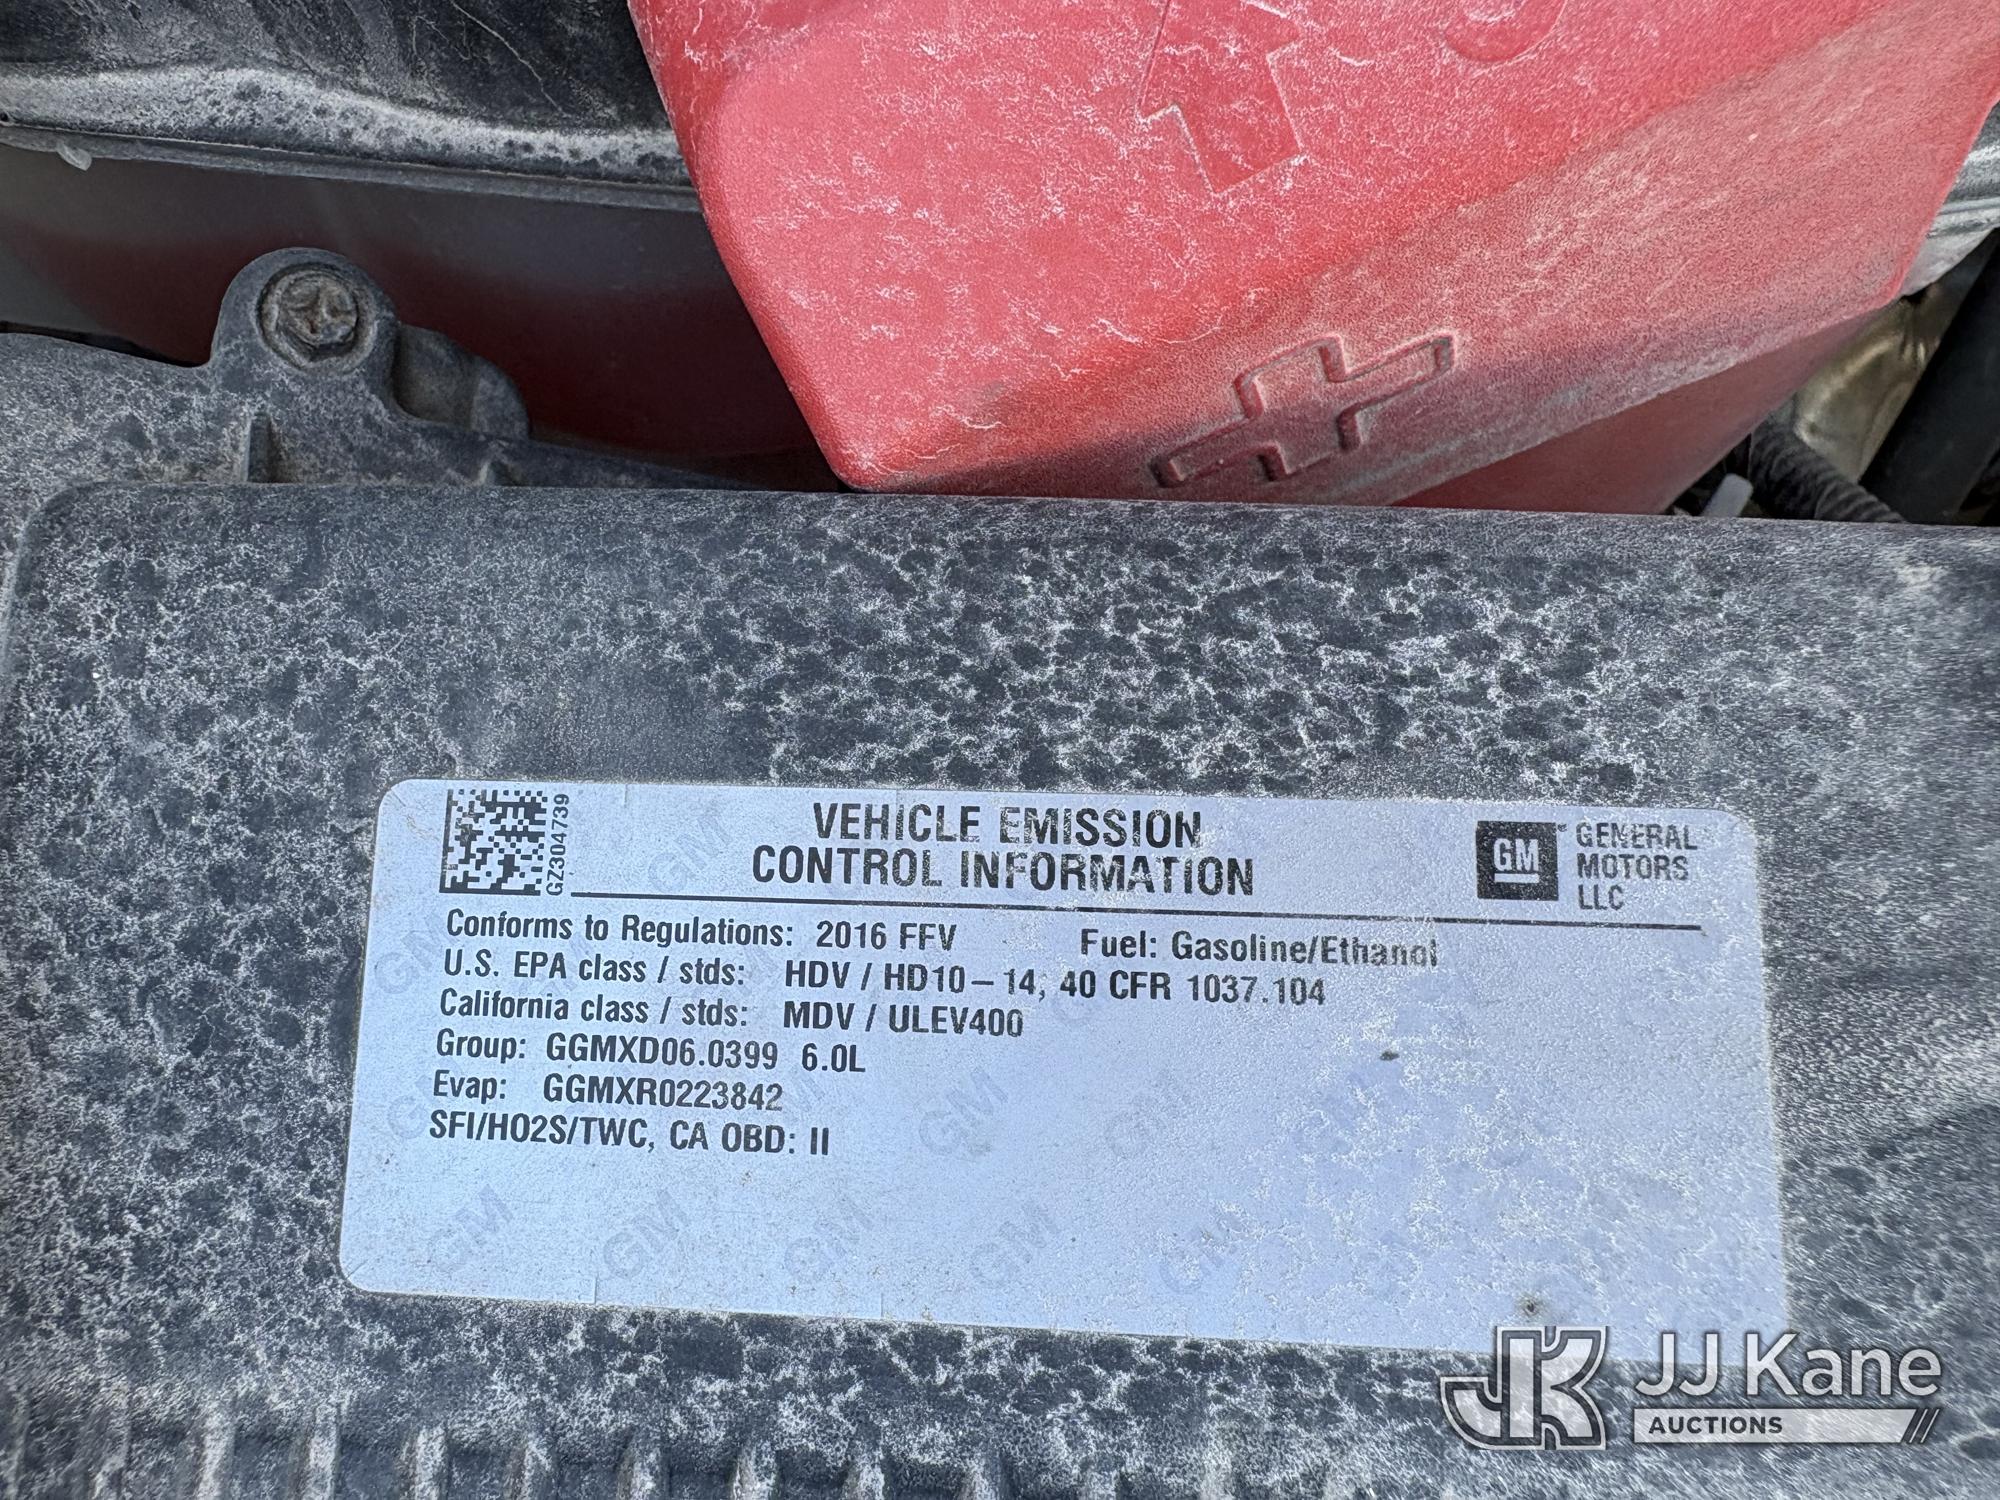 GZ304739
VEHICLE EMISSION
CONTROL INFORMATION
GM
GENERAL
MOTORS
LLC
Conforms to Regulations: 2016 FFV Fuel: Gasoline/Ethanol
U.S. EPA class / stds: HDV / HD10-14, 40 CFR 1037.104
California class / stds: MDV / ULEV400
Group: GGMXD06.0399 6.0L
Evap: GGMXR0223842
SFI/HO2S/TWC, CA OBD: II
JK JJ Kane
AUCTIONS